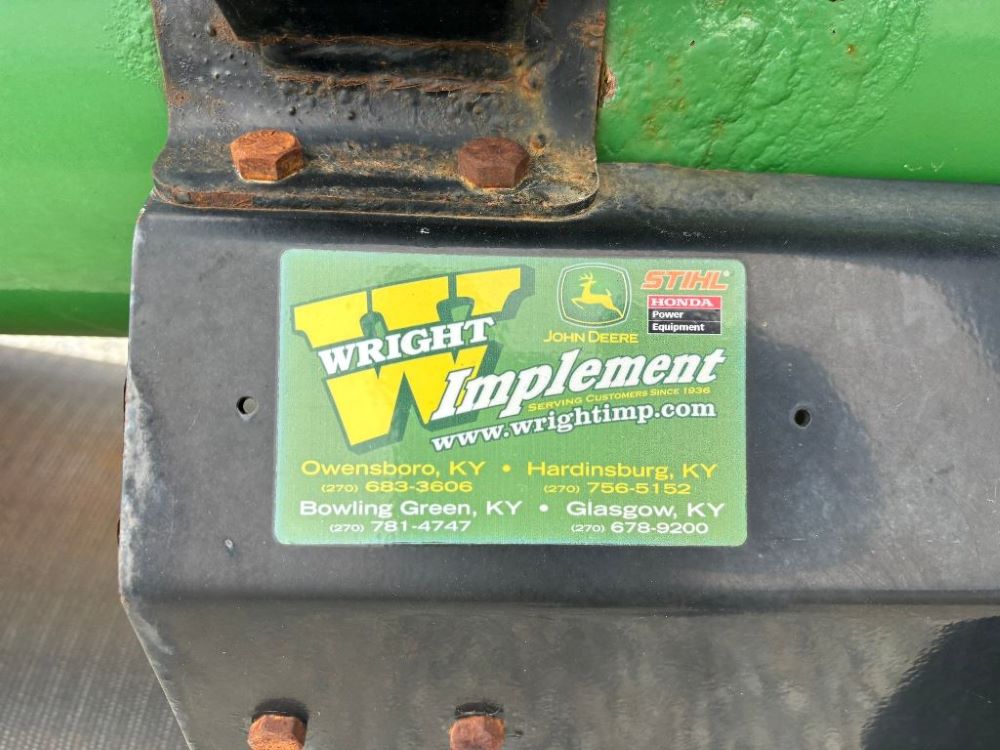 WRIGHT
Implement
SERVING CUSTOMERS SINCE 1936
www.wrightimp.com
JOHN DEERE
STIHL®
HONDA
Power
Equipment
Owensboro, KY • Hardinsburg, KY
(270) 683-3606 (270) 756-5152
Bowling Green, KY • Glasgow, KY
(270) 781-4747 (270) 678-9200